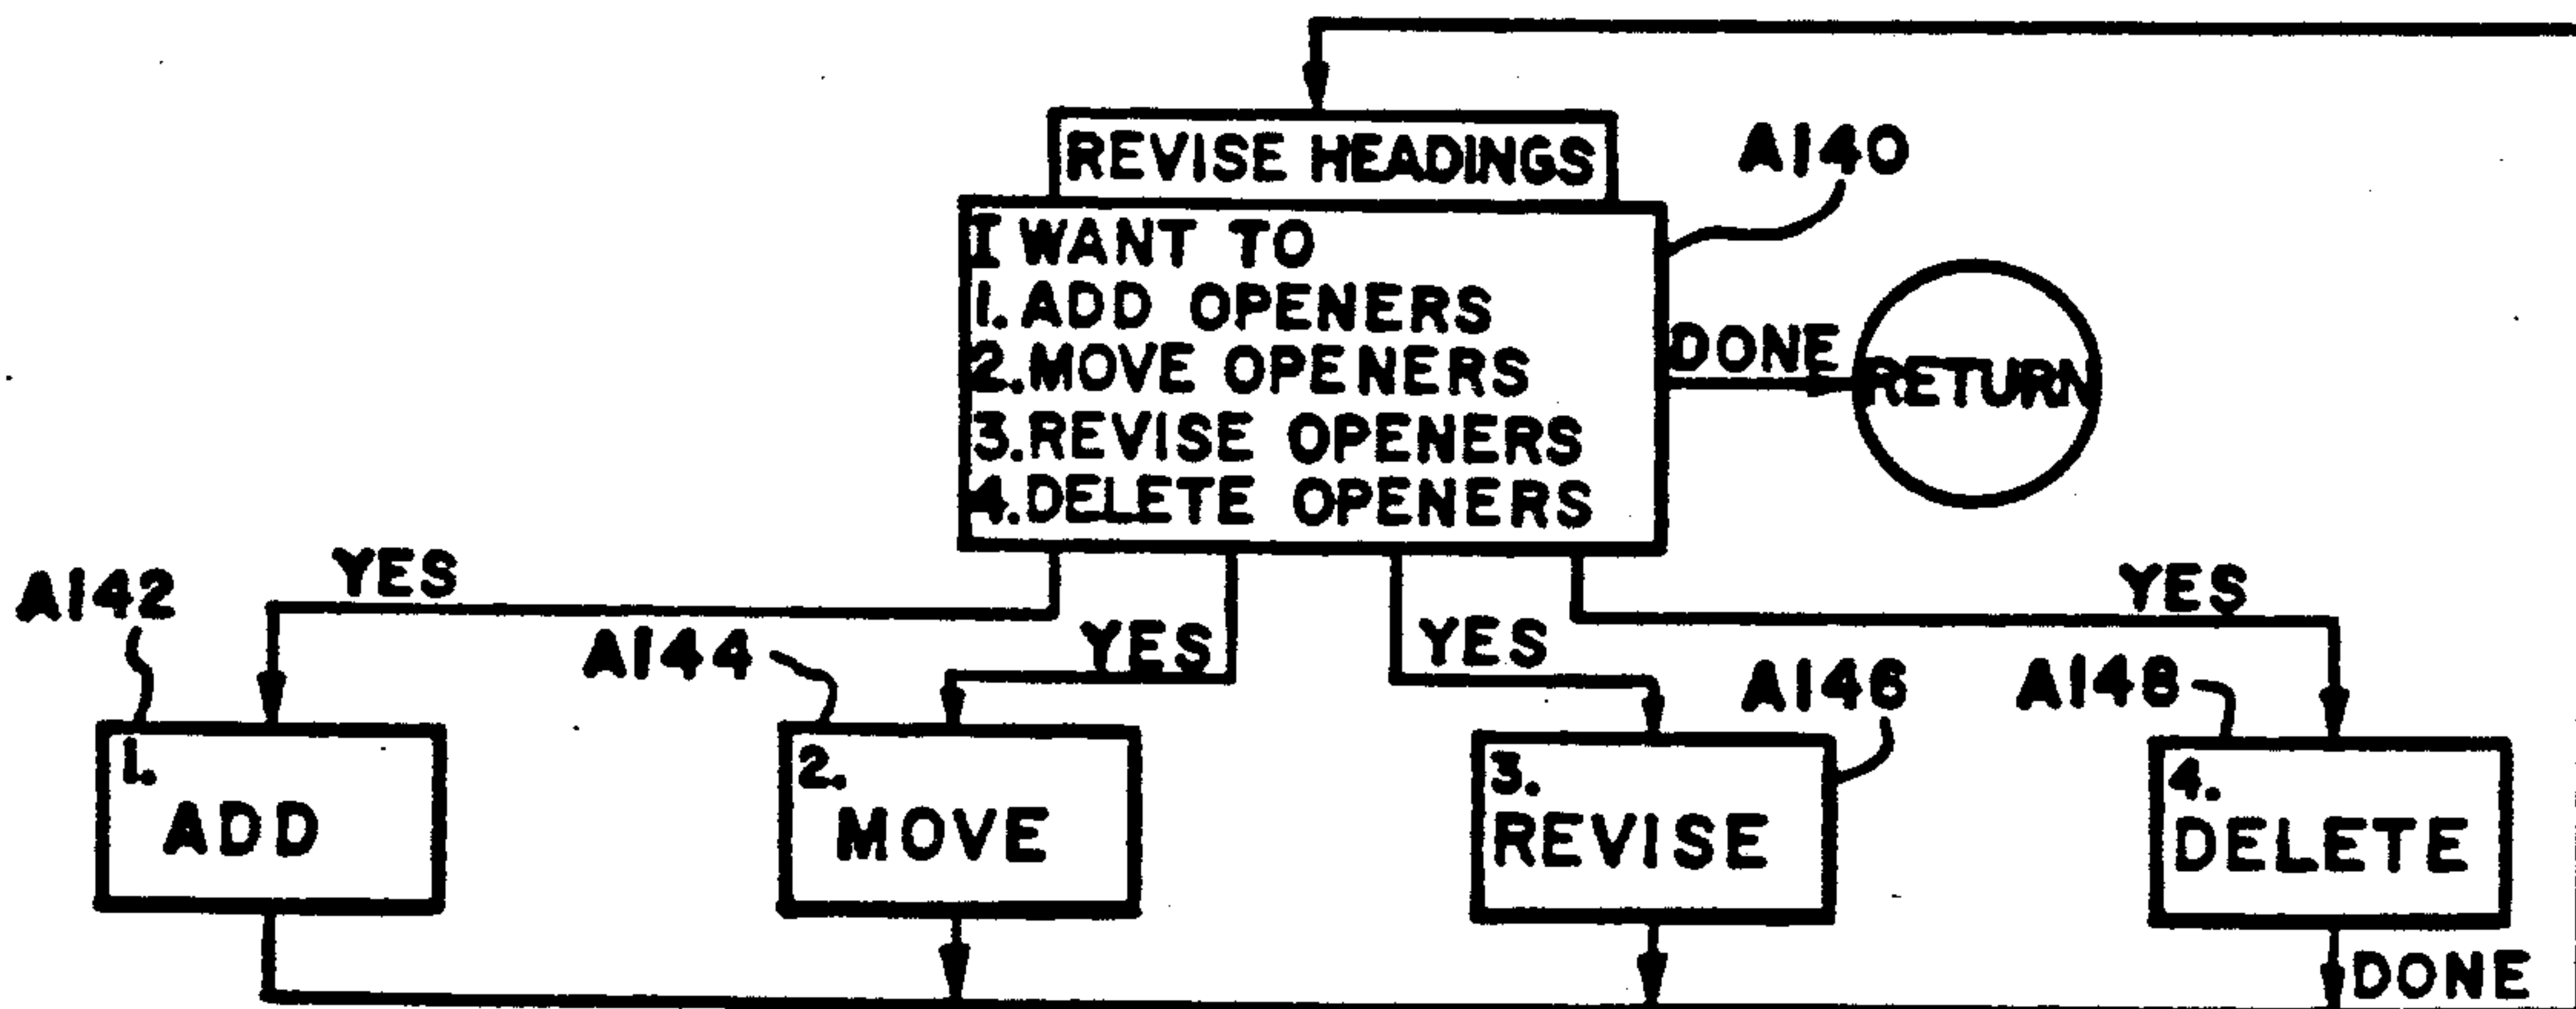 REVISE HEADINGS
A140
I WANT TO
1. ADD OPENERS
2. MOVE OPENERS
3. REVISE OPENERS
4. DELETE OPENERS
DONE
RETURN
A142
YES
A144
YES
YES
A146
A148
YES
1.
ADD
2.
MOVE
3.
REVISE
4.
DELETE
DONE